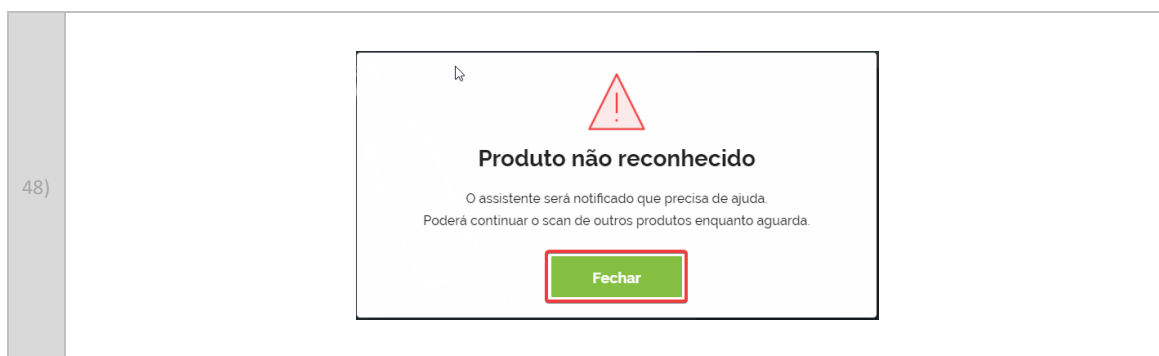 48)
Produto não reconhecido
O assistente será notificado que precisa de ajuda.
Poderá continuar o scan de outros produtos enquanto aguarda.
Fechar